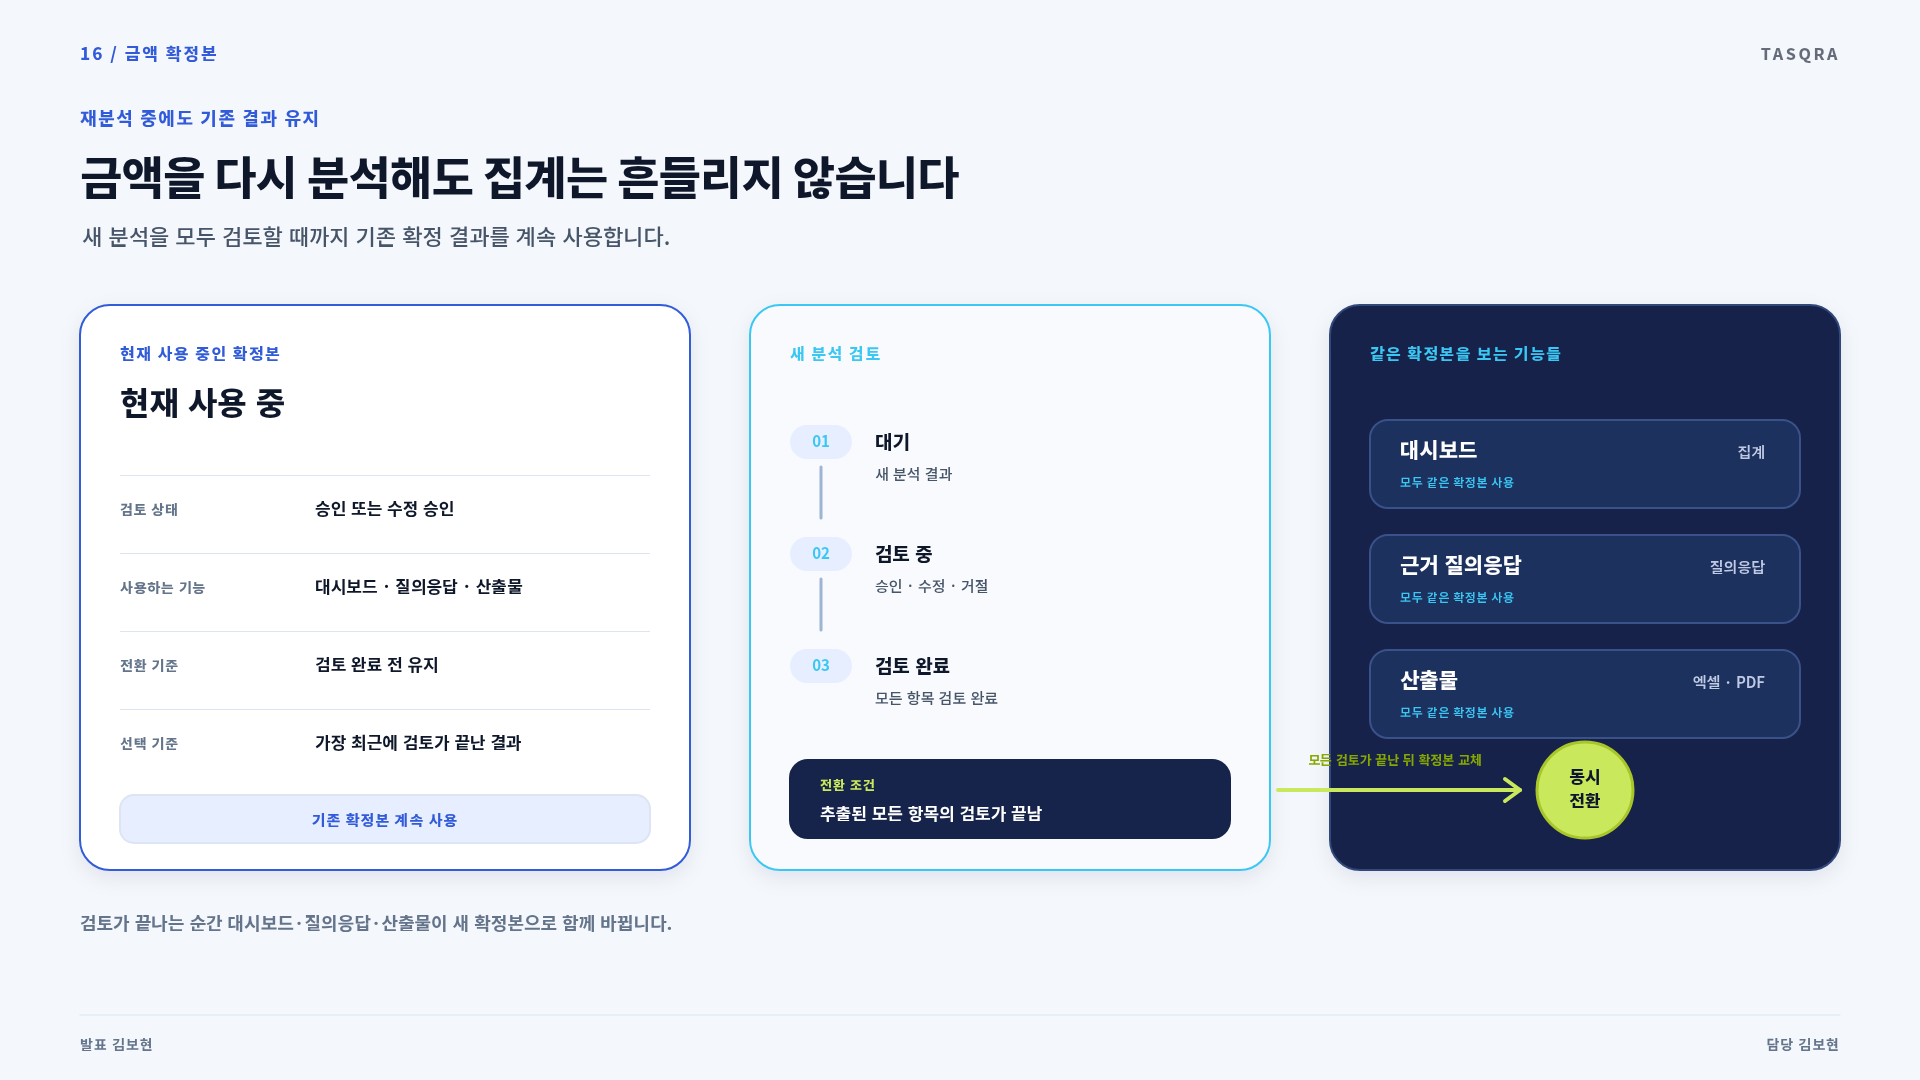 16 / 금액 확정본
TASQRA
재분석 중에도 기존 결과 유지
금액을 다시 분석해도 집계는 흔들리지 않습니다
새 분석을 모두 검토할 때까지 기존 확정 결과를 계속 사용합니다.
현재 사용 중인 확정본
현재 사용 중
검토 상태
승인 또는 수정 승인
사용하는 기능
대시보드 · 질의응답 · 산출물
전환 기준
검토 완료 전 유지
선택 기준
가장 최근에 검토가 끝난 결과
기존 확정본 계속 사용
새 분석 검토
01
대기
새 분석 결과
02
검토 중
승인 · 수정 · 거절
03
검토 완료
모든 항목 검토 완료
전환 조건
추출된 모든 항목의 검토가 끝남
같은 확정본을 보는 기능들
대시보드
집계
모두 같은 확정본 사용
근거 질의응답
질의응답
모두 같은 확정본 사용
산출물
엑셀 · PDF
모두 같은 확정본 사용
모든 검토가 끝난 뒤 확정본 교체
동시
전환
검토가 끝나는 순간 대시보드·질의응답·산출물이 새 확정본으로 함께 바뀝니다.
발표 김보현
담당 김보현